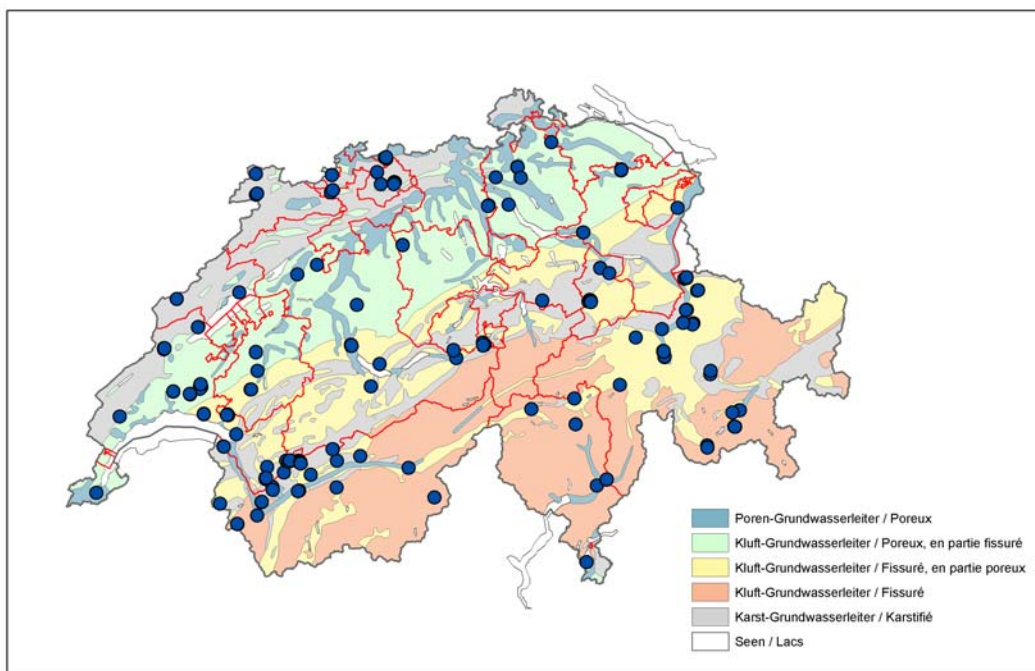 Poren-Grundwasserleiter / Poreux
Kluft-Grundwasserleiter / Poreux, en partie fissuré
Kluft-Grundwasserleiter / Fissuré, en partie poreux
Kluft-Grundwasserleiter / Fissuré
Karst-Grundwasserleiter / Karstifié
Seen / Lacs